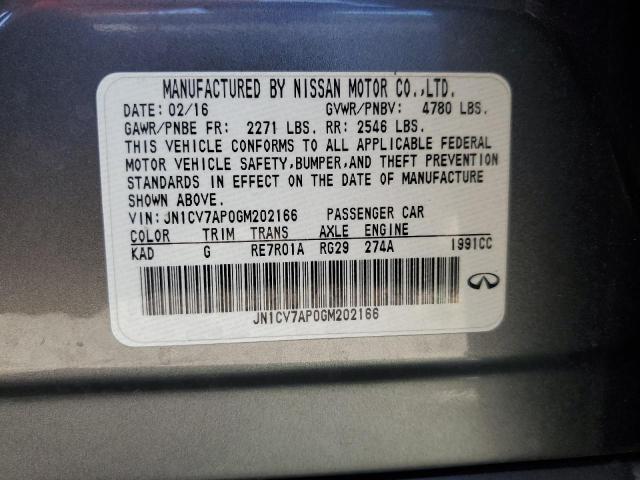 MANUFACTURED BY NISSAN MOTOR CO.,LTD.
DATE: 02/16 GVWR/PNBV: 4780 LBS.
GAWR/PNBE FR: 2271 LBS. RR: 2546 LBS.
THIS VEHICLE CONFORMS TO ALL APPLICABLE FEDERAL
MOTOR VEHICLE SAFETY,BUMPER,AND THEFT PREVENTION
STANDARDS IN EFFECT ON THE DATE OF MANUFACTURE
SHOWN ABOVE.
VIN: JN1CV7AP0GM202166 PASSENGER CAR
COLOR TRIM TRANS AXLE ENGINE
KAD G RE7R01A RG29 274A 1991CC
JN1CV7AP0GM202166